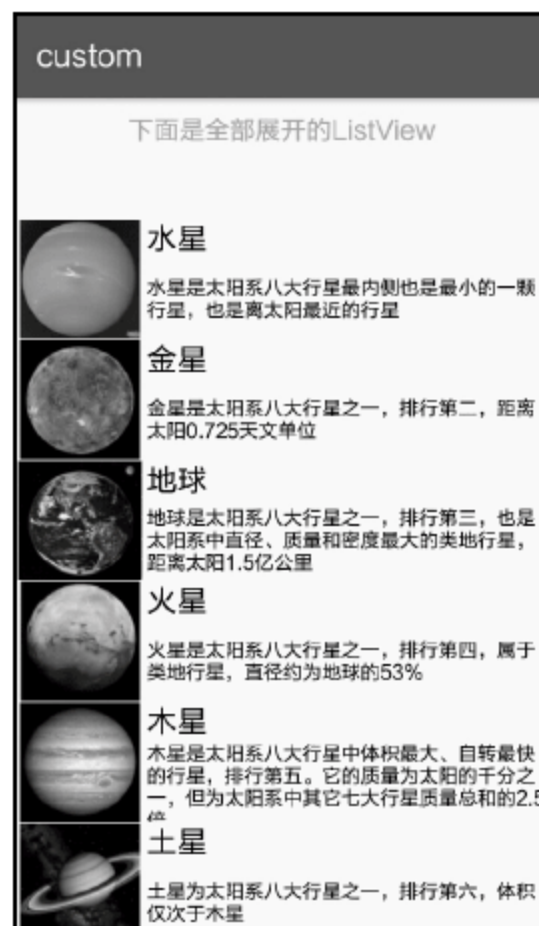 custom
下面是全部展开的ListView
水星
水星是太阳系八大行星最内侧也是最小的一颗
行星，也是离太阳最近的行星
金星
金星是太阳系八大行星之一，排行第二，距离
太阳0.725天文单位
地球
地球是太阳系八大行星之一，排行第三，也是
太阳系中直径、质量和密度最大的类地行星，
距离太阳1.5亿公里
火星
火星是太阳系八大行星之一，排行第四，属于
类地行星，直径约为地球的53%
木星
木星是太阳系八大行星中体积最大、自转最快
的行星，排行第五。它的质量为太阳的千分之
一，但为太阳系中其它七大行星质量总和的2.5
土星
土星为太阳系八大行星之一，排行第六，体积
仅次于木星